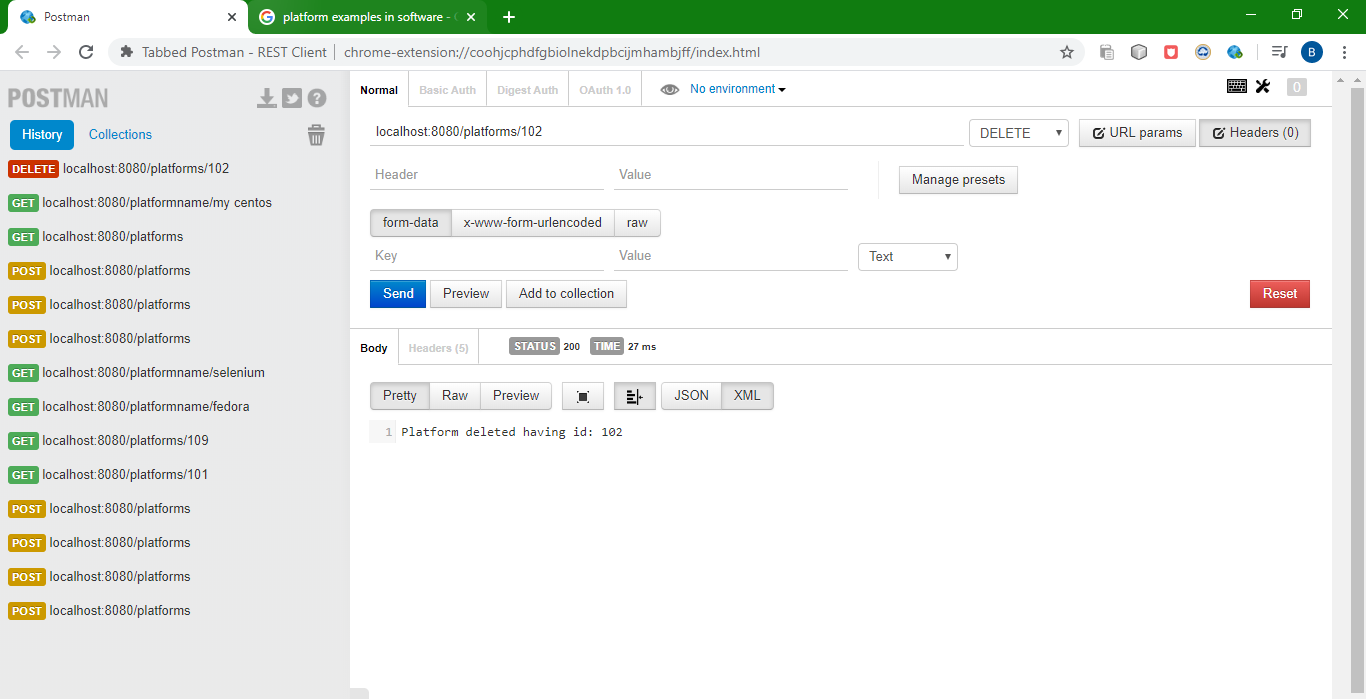 Postman
platform examples in software - G
Tabbed Postman - REST Client | chrome-extension://coohjcphdfgbiolnekdpbcijmhambjff/index.html
B
POSTMAN
History
Collections
DELETE localhost:8080/platforms/102
GET localhost:8080/platformname/my centos
GET localhost:8080/platforms
POST localhost:8080/platforms
POST localhost:8080/platforms
POST localhost:8080/platforms
GET localhost:8080/platformname/selenium
GET localhost:8080/platformname/fedora
GET localhost:8080/platforms/109
GET localhost:8080/platforms/101
POST localhost:8080/platforms
POST localhost:8080/platforms
POST localhost:8080/platforms
POST localhost:8080/platforms
Normal Basic Auth Digest Auth OAuth 1.0 No environment 0
localhost:8080/platforms/102 DELETE URL params Headers (0)
Header Value Manage presets
form-data x-www-form-urlencoded raw
Key Value Text
Send Preview Add to collection Reset
Body Headers (5) STATUS 200 TIME 27 ms
Pretty Raw Preview JSON XML
1 Platform deleted having id: 102